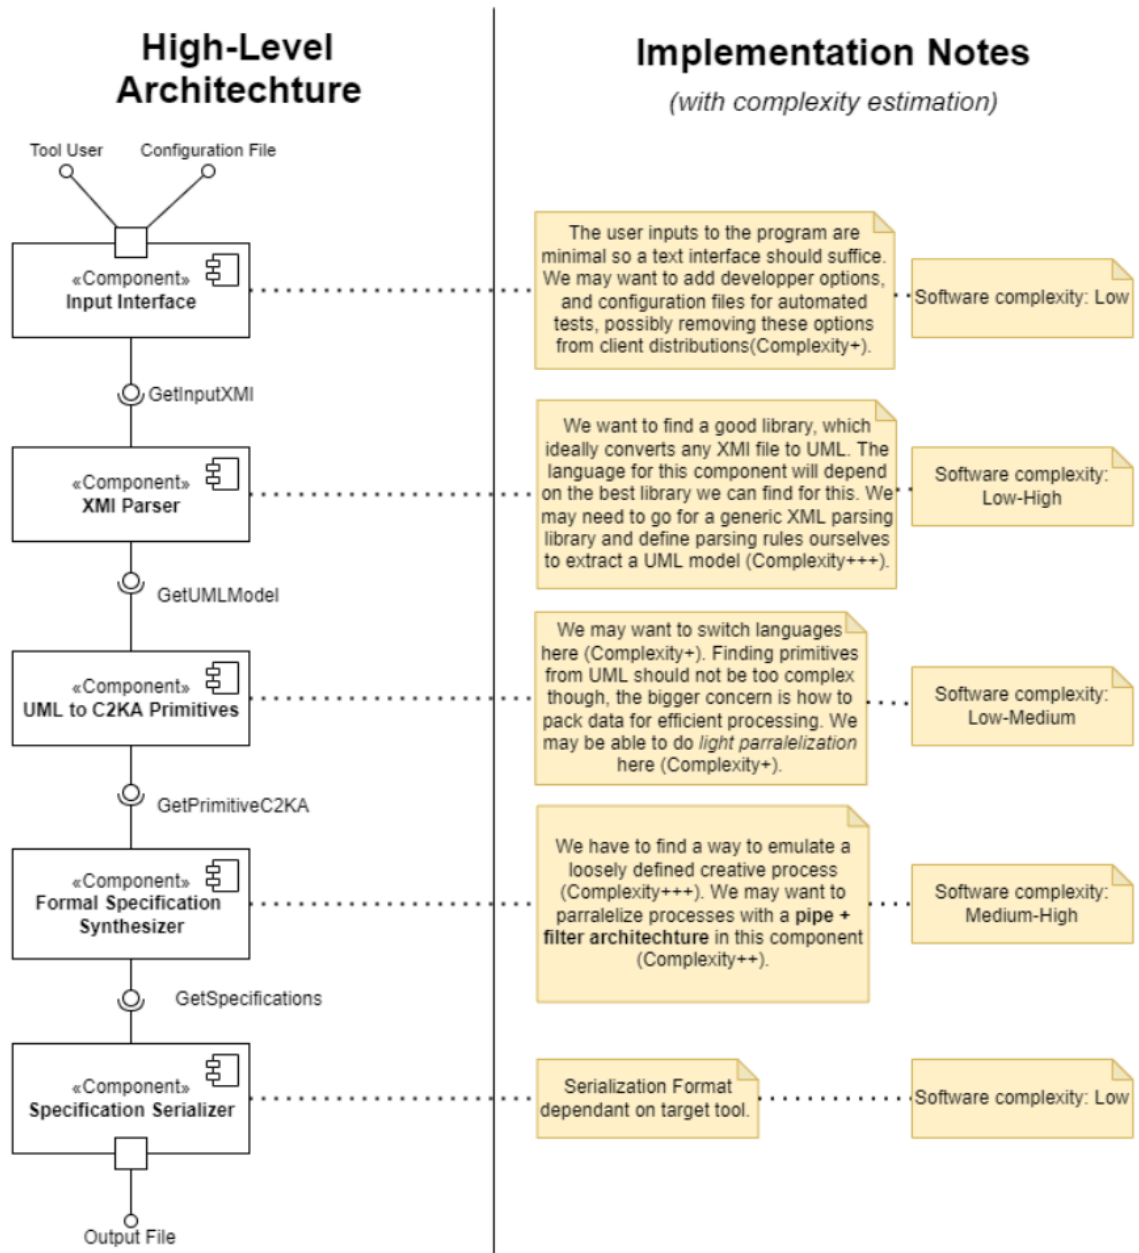 High-Level
Architechture
Implementation Notes
(with complexity estimation)
Tool User
Configuration File
«Component»
Input Interface
The user inputs to the program are
minimal so a text interface should suffice.
We may want to add developper options,
and configuration files for automated
tests, possibly removing these options
from client distributions(Complexity+).
Software complexity: Low
GetInputXMI
«Component»
XMI Parser
We want to find a good library, which
ideally converts any XMI file to UML. The
language for this component will depend
on the best library we can find for this. We
may need to go for a generic XML parsing
library and define parsing rules ourselves
to extract a UML model (Complexity+++).
Software complexity:
Low-High
GetUMLModel
«Component»
UML to C2KA Primitives
We may want to switch languages
here (Complexity+). Finding primitives
from UML should not be too complex
though, the bigger concern is how to
pack data for efficient processing. We
may be able to do light parralelization
here (Complexity+).
Software complexity:
Low-Medium
GetPrimitiveC2KA
«Component»
Formal Specification
Synthesizer
We have to find a way to emulate a
loosely defined creative process
(Complexity+++). We may want to
parralelize processes with a pipe +
filter architechture in this component
(Complexity++).
Software complexity:
Medium-High
GetSpecifications
«Component»
Specification Serializer
Serialization Format
dependant on target tool.
Software complexity: Low
Output File